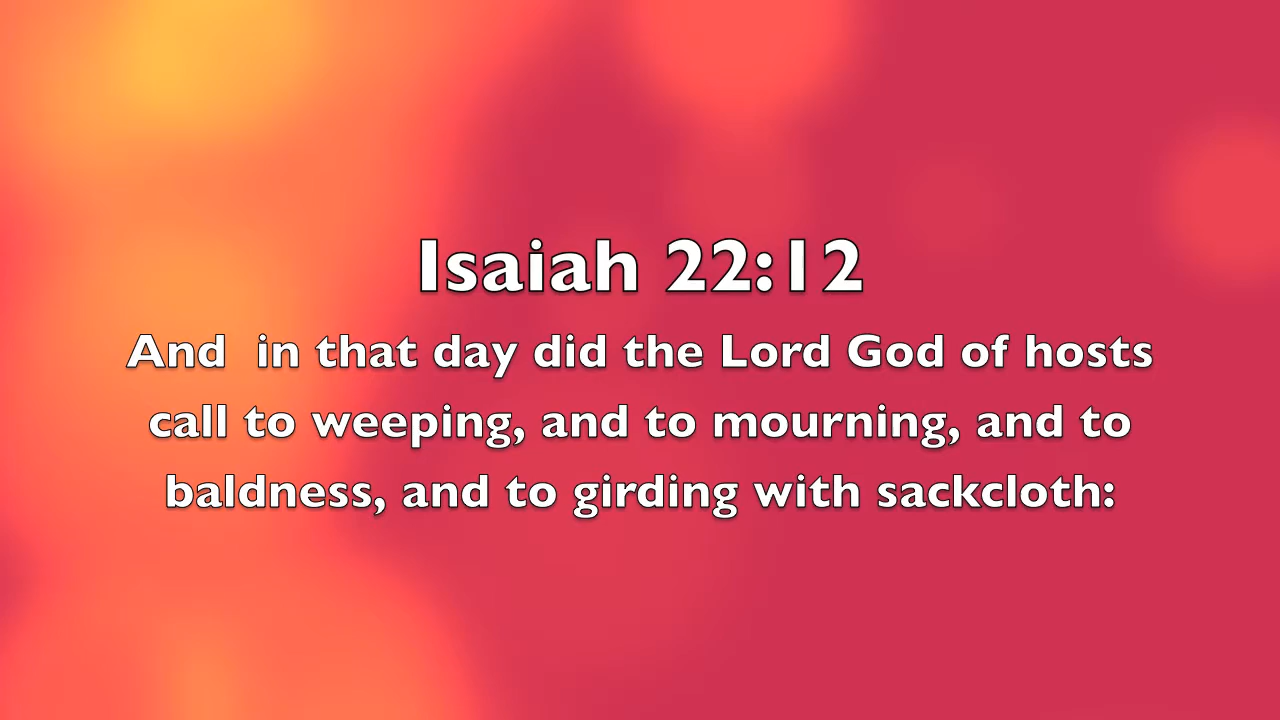 Isaiah 22:12
And  in that day did the Lord God of hosts
call to weeping, and to mourning, and to
baldness, and to girding with sackcloth: